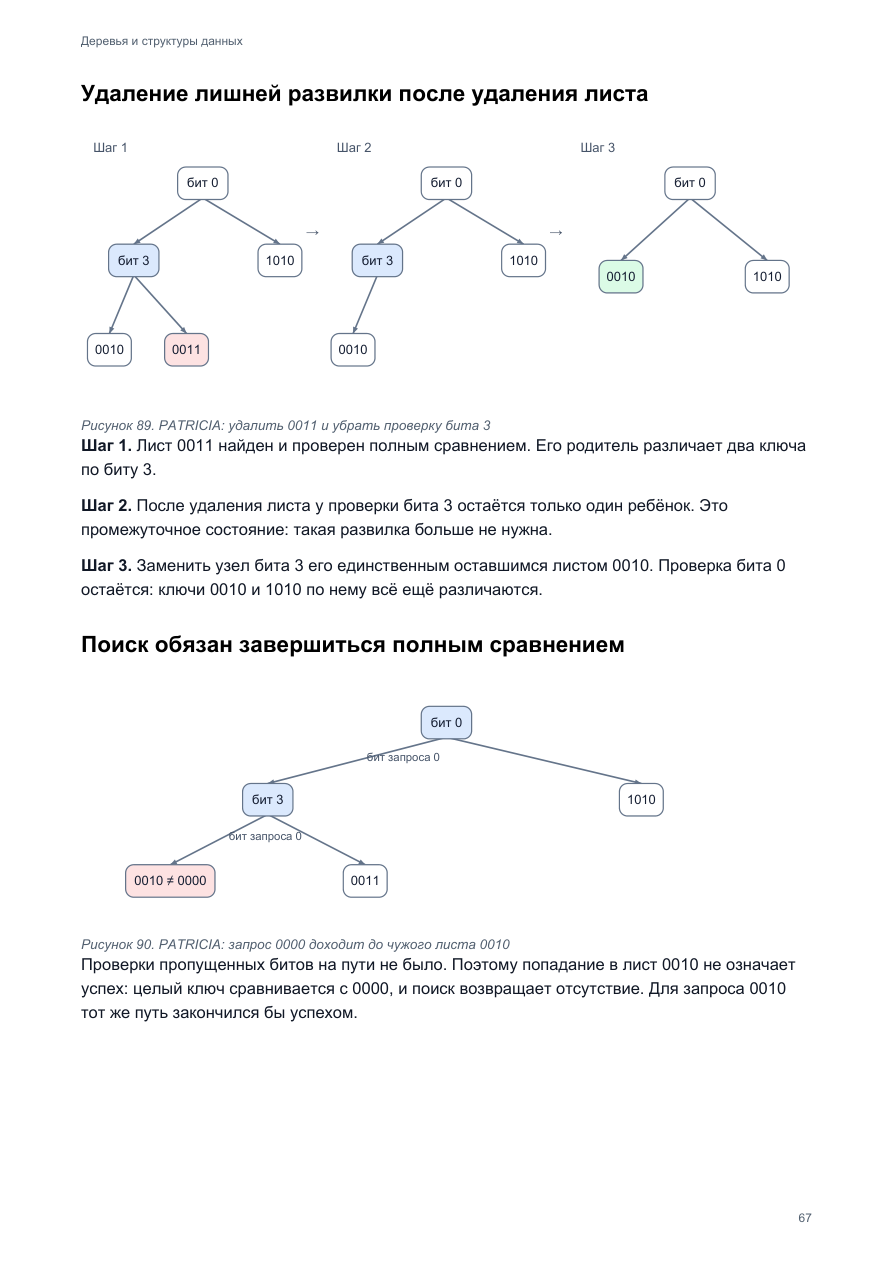 Деревья и структуры данных
Удаление лишней развилки после удаления листа
Шаг 1
Шаг 2
Шаг 3
бит 0
бит 0
бит 0
→
→
бит 3
1010
бит 3
1010
0010
1010
0010
0011
0010
Рисунок 89. PATRICIA: удалить 0011 и убрать проверку бита 3
Шаг 1. Лист 0011 найден и проверен полным сравнением. Его родитель различает два ключа
по биту 3.
Шаг 2. После удаления листа у проверки бита 3 остаётся только один ребёнок. Это
промежуточное состояние: такая развилка больше не нужна.
Шаг 3. Заменить узел бита 3 его единственным оставшимся листом 0010. Проверка бита 0
остаётся: ключи 0010 и 1010 по нему всё ещё различаются.
Поиск обязан завершиться полным сравнением
бит 0
бит запроса 0
бит 3
1010
бит запроса 0
0010 ≠ 0000
0011
Рисунок 90. PATRICIA: запрос 0000 доходит до чужого листа 0010
Проверки пропущенных битов на пути не было. Поэтому попадание в лист 0010 не означает
успех: целый ключ сравнивается с 0000, и поиск возвращает отсутствие. Для запроса 0010
тот же путь закончился бы успехом.
67